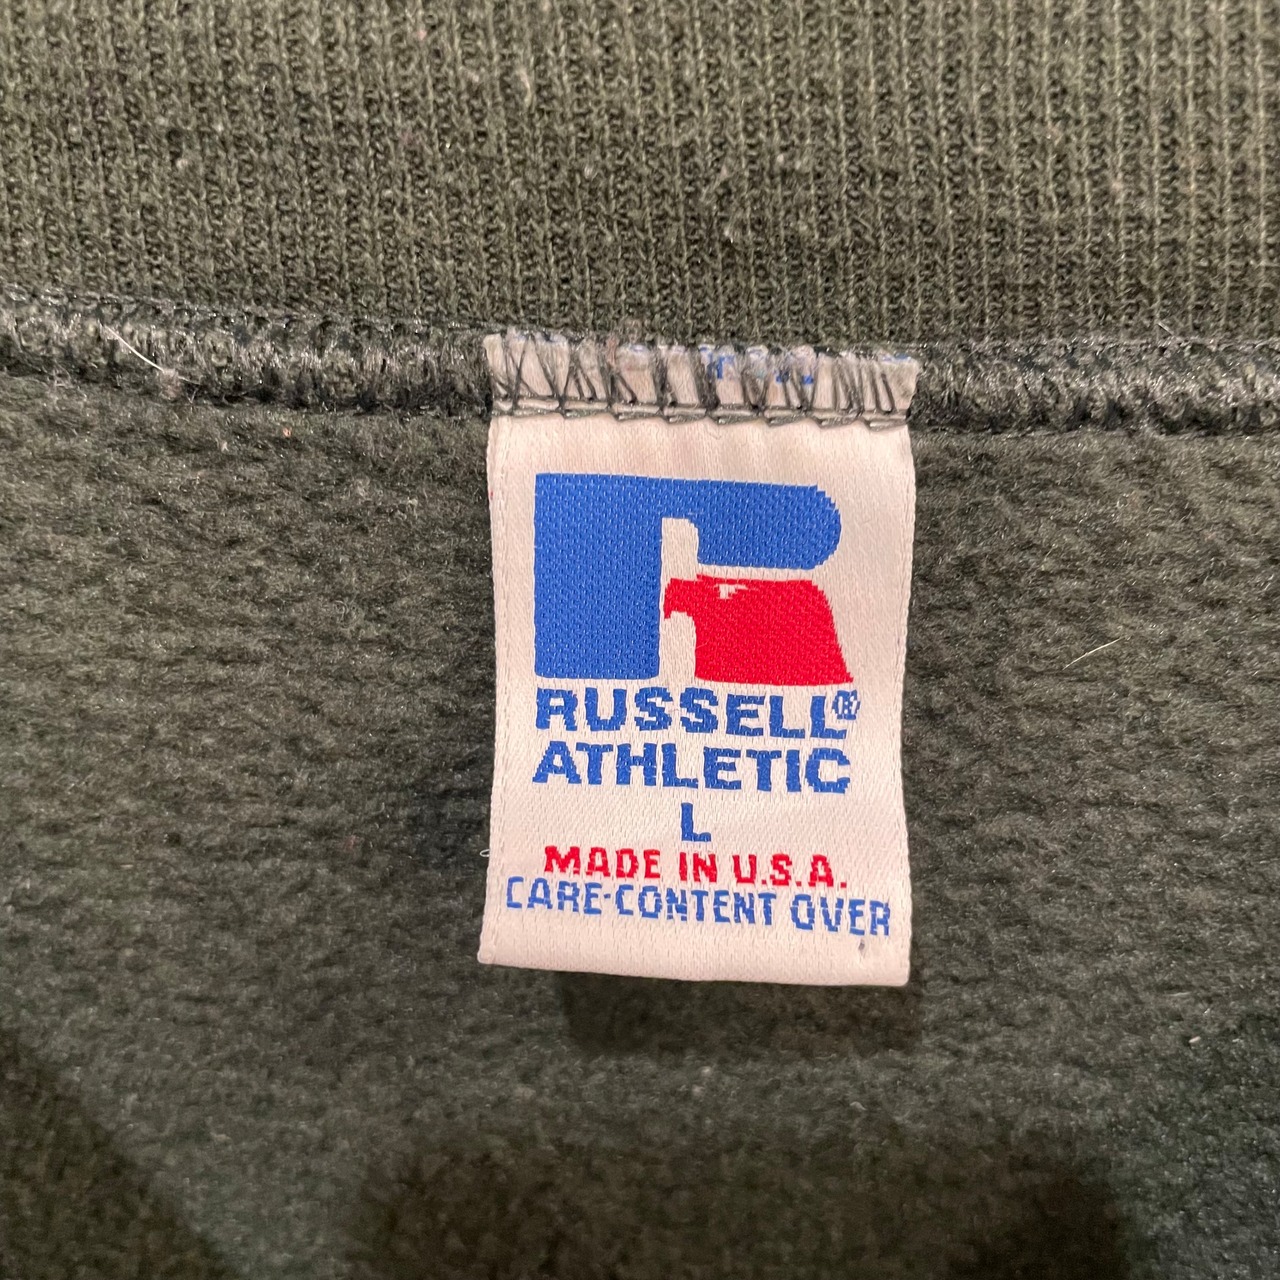 R
RUSSELL®
ATHLETIC
L
MADE IN U.S.A.
CARE-CONTENT OVER